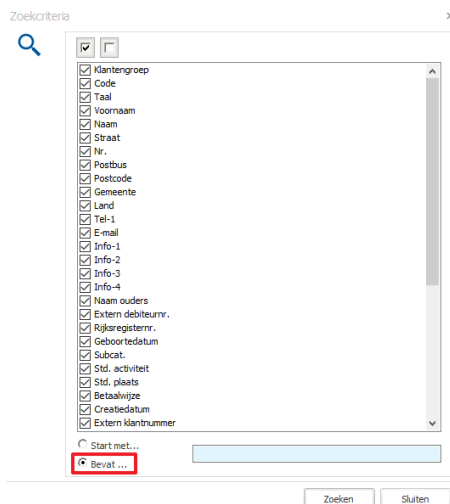 Zoekcriteria
Klantengroep
Code
Taal
Voornaam
Naam
Straat
Nr.
Postbus
Postcode
Gemeente
Land
Tel-1
E-mail
Info-1
Info-2
Info-3
Info-4
Naam ouders
Extern debiteurnr.
Rijksregisternr.
Geboortedatum
Subcat.
Std. activiteit
Std. plaats
Betaalwijze
Creatiedatum
Extern klantnummer
Start met...
Bevat ...
Zoeken Sluiten